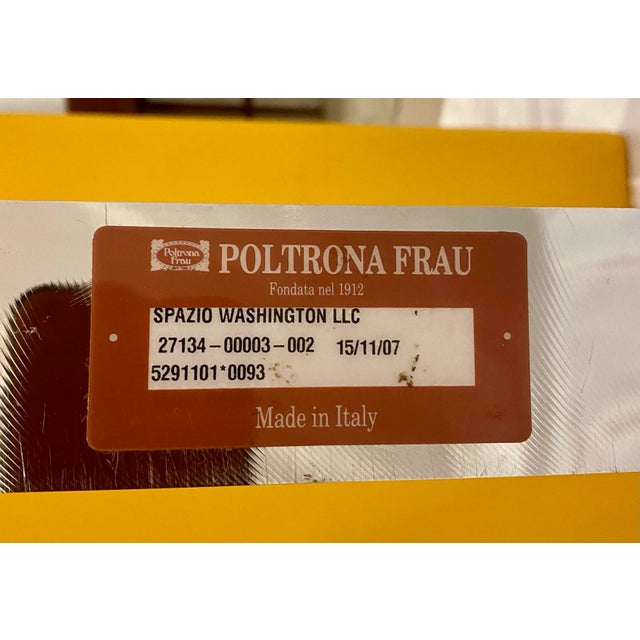 Poltrona
Frau
POLTRONA FRAU
Fondata nel 1912
SPAZIO WASHINGTON LLC
27134-00003-002 15/11/07
5291101*0093
Made in Italy